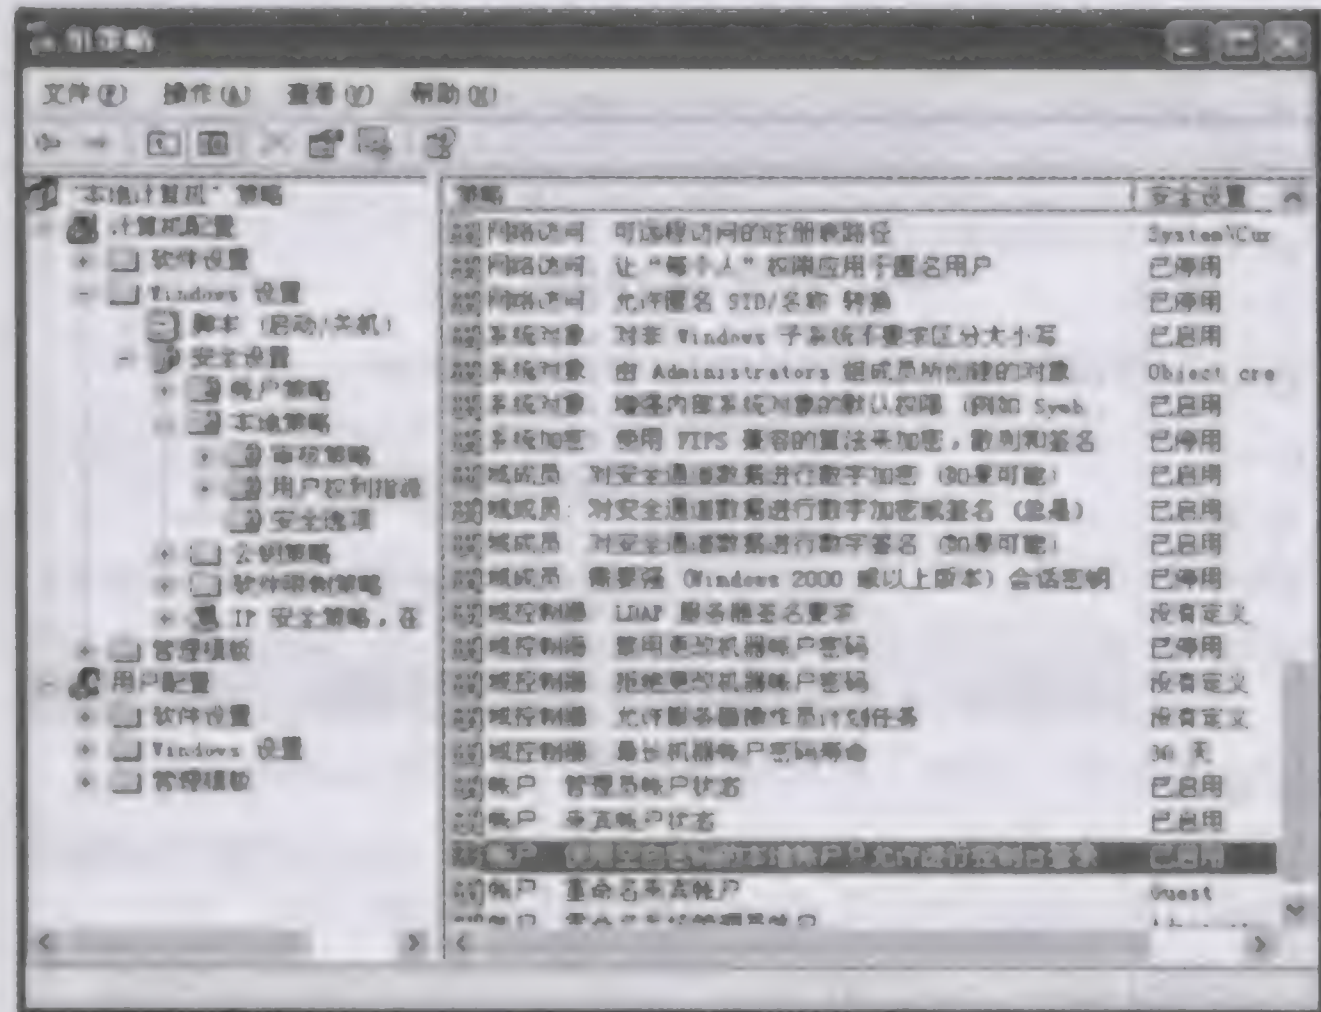 组策略
文件(F) 操作(A) 查看(V) 帮助(H)
"本地计算机" 策略
计算机配置
软件设置
Windows 设置
脚本 (启动/关机)
安全设置
帐户策略
本地策略
审核策略
用户权利指派
安全选项
公钥策略
软件限制策略
IP 安全策略，在
管理模板
用户配置
软件设置
Windows 设置
管理模板
策略 安全设置
网络访问 可远程访问的注册表路径 System\Cur
网络访问 让“每个人”权限应用于匿名用户 已停用
网络访问 允许匿名 SID/名称 转换 已停用
系统对象 对非 Windows 子系统不要求区分大小写 已启用
系统对象 由 Administrators 组成员所创建的对象 Object cre
系统对象 增强内部系统对象的默认权限 (例如 Symb 已启用
系统加密 使用 FIPS 兼容的算法来加密，散列和签名 已停用
域成员 对安全通道数据进行数字加密 (如果可能) 已启用
域成员: 对安全通道数据进行数字加密或签名 (总是) 已启用
域成员 对安全通道数据进行数字签名 (如果可能) 已启用
域成员 需要强 (Windows 2000 或以上版本) 会话密钥 已停用
域控制器 LDAP 服务器签名要求 没有定义
域控制器 禁用更改机器帐户密码 已停用
域控制器 拒绝更改机器帐户密码 没有定义
域控制器 允许服务器操作员计划任务 没有定义
域控制器 最长机器帐户密码寿命 30 天
帐户 管理员帐户状态 已启用
帐户 来宾帐户状态 已启用
帐户 使用空白密码的本地帐户只允许进行控制台登录 已启用
帐户 重命名来宾帐户 Guest
帐户 重命名系统管理员帐户